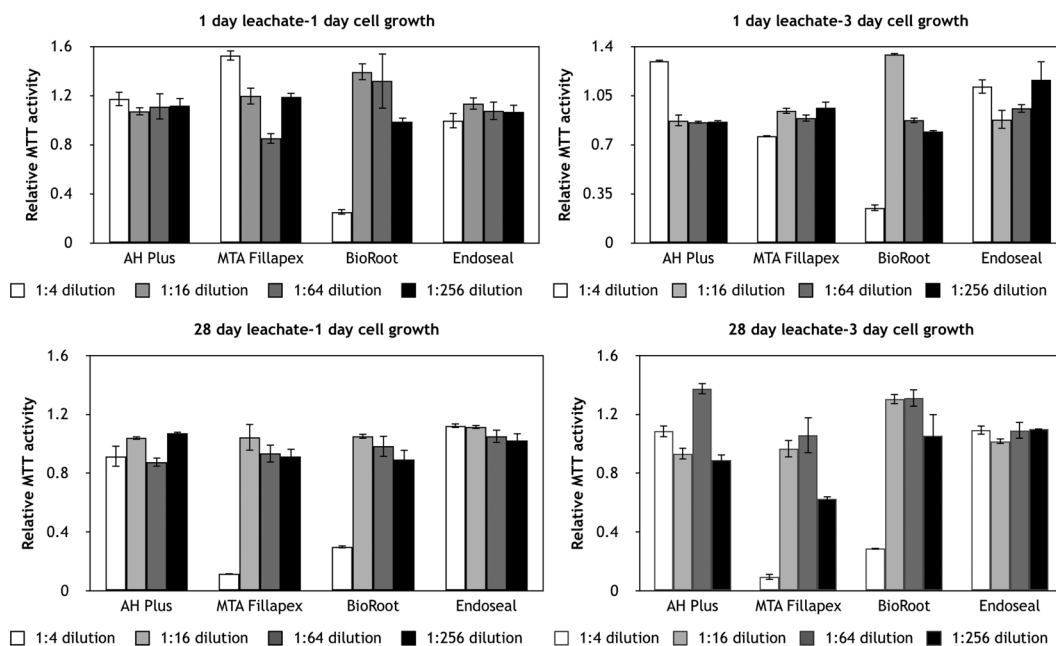 1 day leachate-1 day cell growth
Relative MTT activity
1.6
1.2
0.8
0.4
0
AH Plus MTA Fillapex BioRoot Endoseal
1:4 dilution 1:16 dilution 1:64 dilution 1:256 dilution
1 day leachate-3 day cell growth
Relative MTT activity
1.4
1.05
0.7
0.35
0
AH Plus MTA Fillapex BioRoot Endoseal
1:4 dilution 1:16 dilution 1:64 dilution 1:256 dilution
28 day leachate-1 day cell growth
Relative MTT activity
1.6
1.2
0.8
0.4
0
AH Plus MTA Fillapex BioRoot Endoseal
1:4 dilution 1:16 dilution 1:64 dilution 1:256 dilution
28 day leachate-3 day cell growth
Relative MTT activity
1.6
1.2
0.8
0.4
0
AH Plus MTA Fillapex BioRoot Endoseal
1:4 dilution 1:16 dilution 1:64 dilution 1:256 dilution